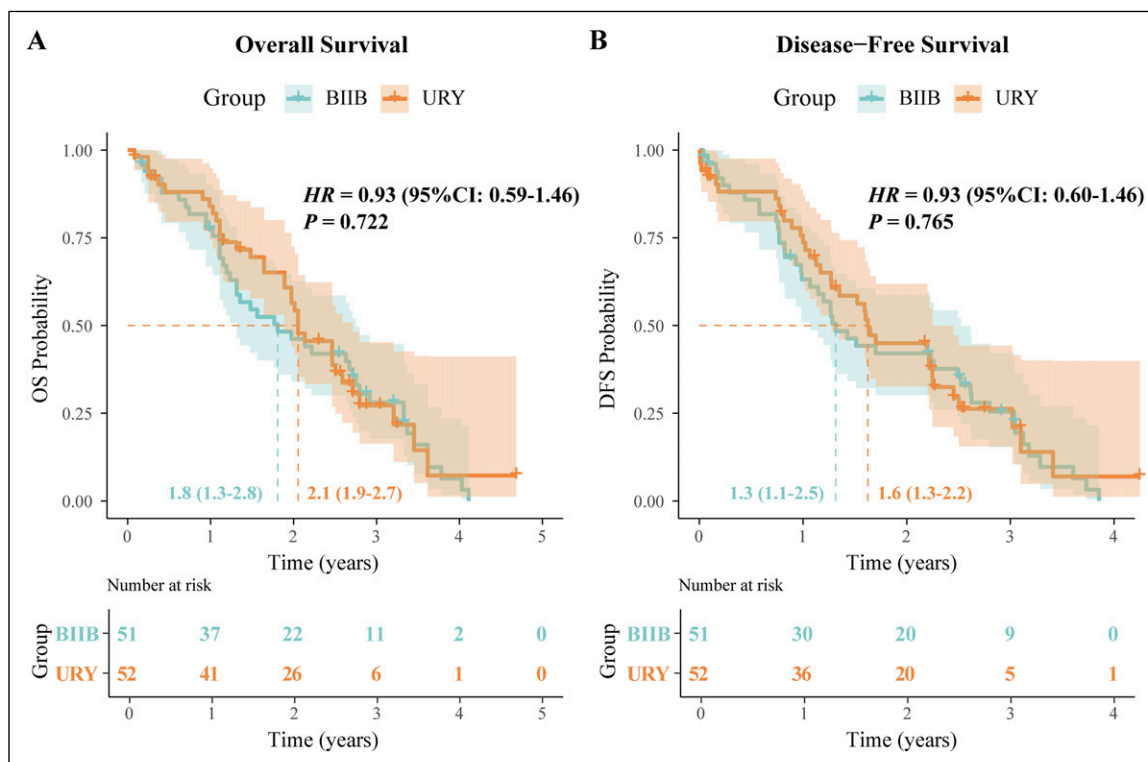 A
Overall Survival
Group BIIB URY
OS Probability
1.00
0.75
0.50
0.25
0.00
HR = 0.93 (95%CI: 0.59-1.46)
P = 0.722
1.8 (1.3-2.8)
2.1 (1.9-2.7)
0 1 2 3 4 5
Time (years)
Number at risk
Group
BIIB 51 37 22 11 2 0
URY 52 41 26 6 1 0
0 1 2 3 4 5
Time (years)
B
Disease−Free Survival
Group BIIB URY
DFS Probability
1.00
0.75
0.50
0.25
0.00
HR = 0.93 (95%CI: 0.60-1.46)
P = 0.765
1.3 (1.1-2.5)
1.6 (1.3-2.2)
0 1 2 3 4
Time (years)
Number at risk
Group
BIIB 51 30 20 9 0
URY 52 36 20 5 1
0 1 2 3 4
Time (years)